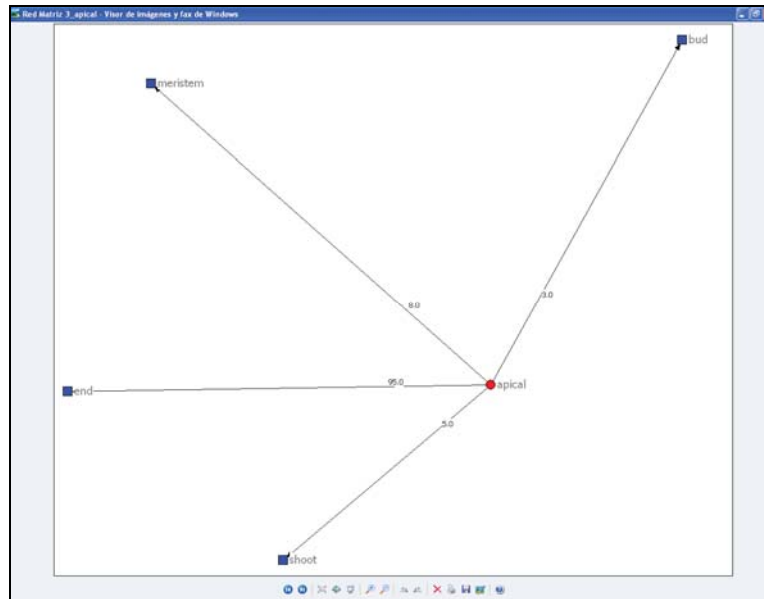 Red Matriz 3_apical - Visor de imágenes y fax de Windows
bud
meristem
6.0
3.0
95.0
apical
end
5.0
shoot